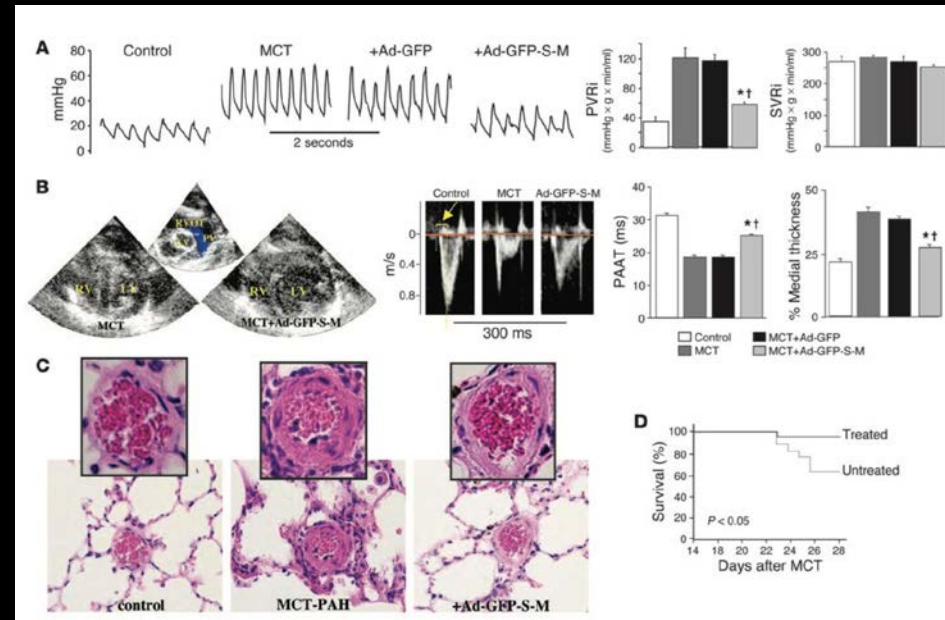 A
Control
MCT
+Ad-GFP
+Ad-GFP-S-M
80
60
40
20
0
mmHg
2 seconds
PVRi
(mmHg × g × min/ml)
120
80
40
0
*†
SVRi
(mmHg × g × min/ml)
300
200
100
0
B
RVOT
PA
RV LV
MCT
RV LV
MCT+Ad-GFP-S-M
Control MCT Ad-GFP-S-M
m/s
0
0.4
0.8
300 ms
PAAT (ms)
40
30
20
10
0
*†
% Medial thickness
50
25
0
*†
Control
MCT
MCT+Ad-GFP
MCT+Ad-GFP-S-M
C
control
MCT-PAH
+Ad-GFP-S-M
D
Survival (%)
100
80
60
40
20
0
Treated
Untreated
P < 0.05
14 16 18 20 22 24 26 28
Days after MCT